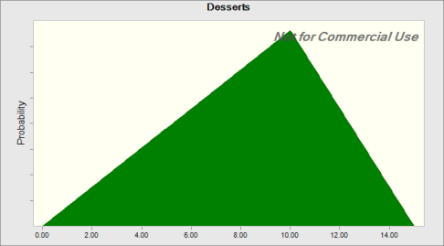 Desserts
Not for Commercial Use
Probability
0.00 2.00 4.00 6.00 8.00 10.00 12.00 14.00